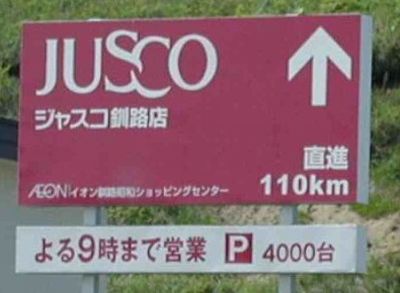 JUSCO
ジャスコ釧路店
直進
110km
AEON イオン釧路昭和ショッピングセンター
よる9時まで営業 P 4000台